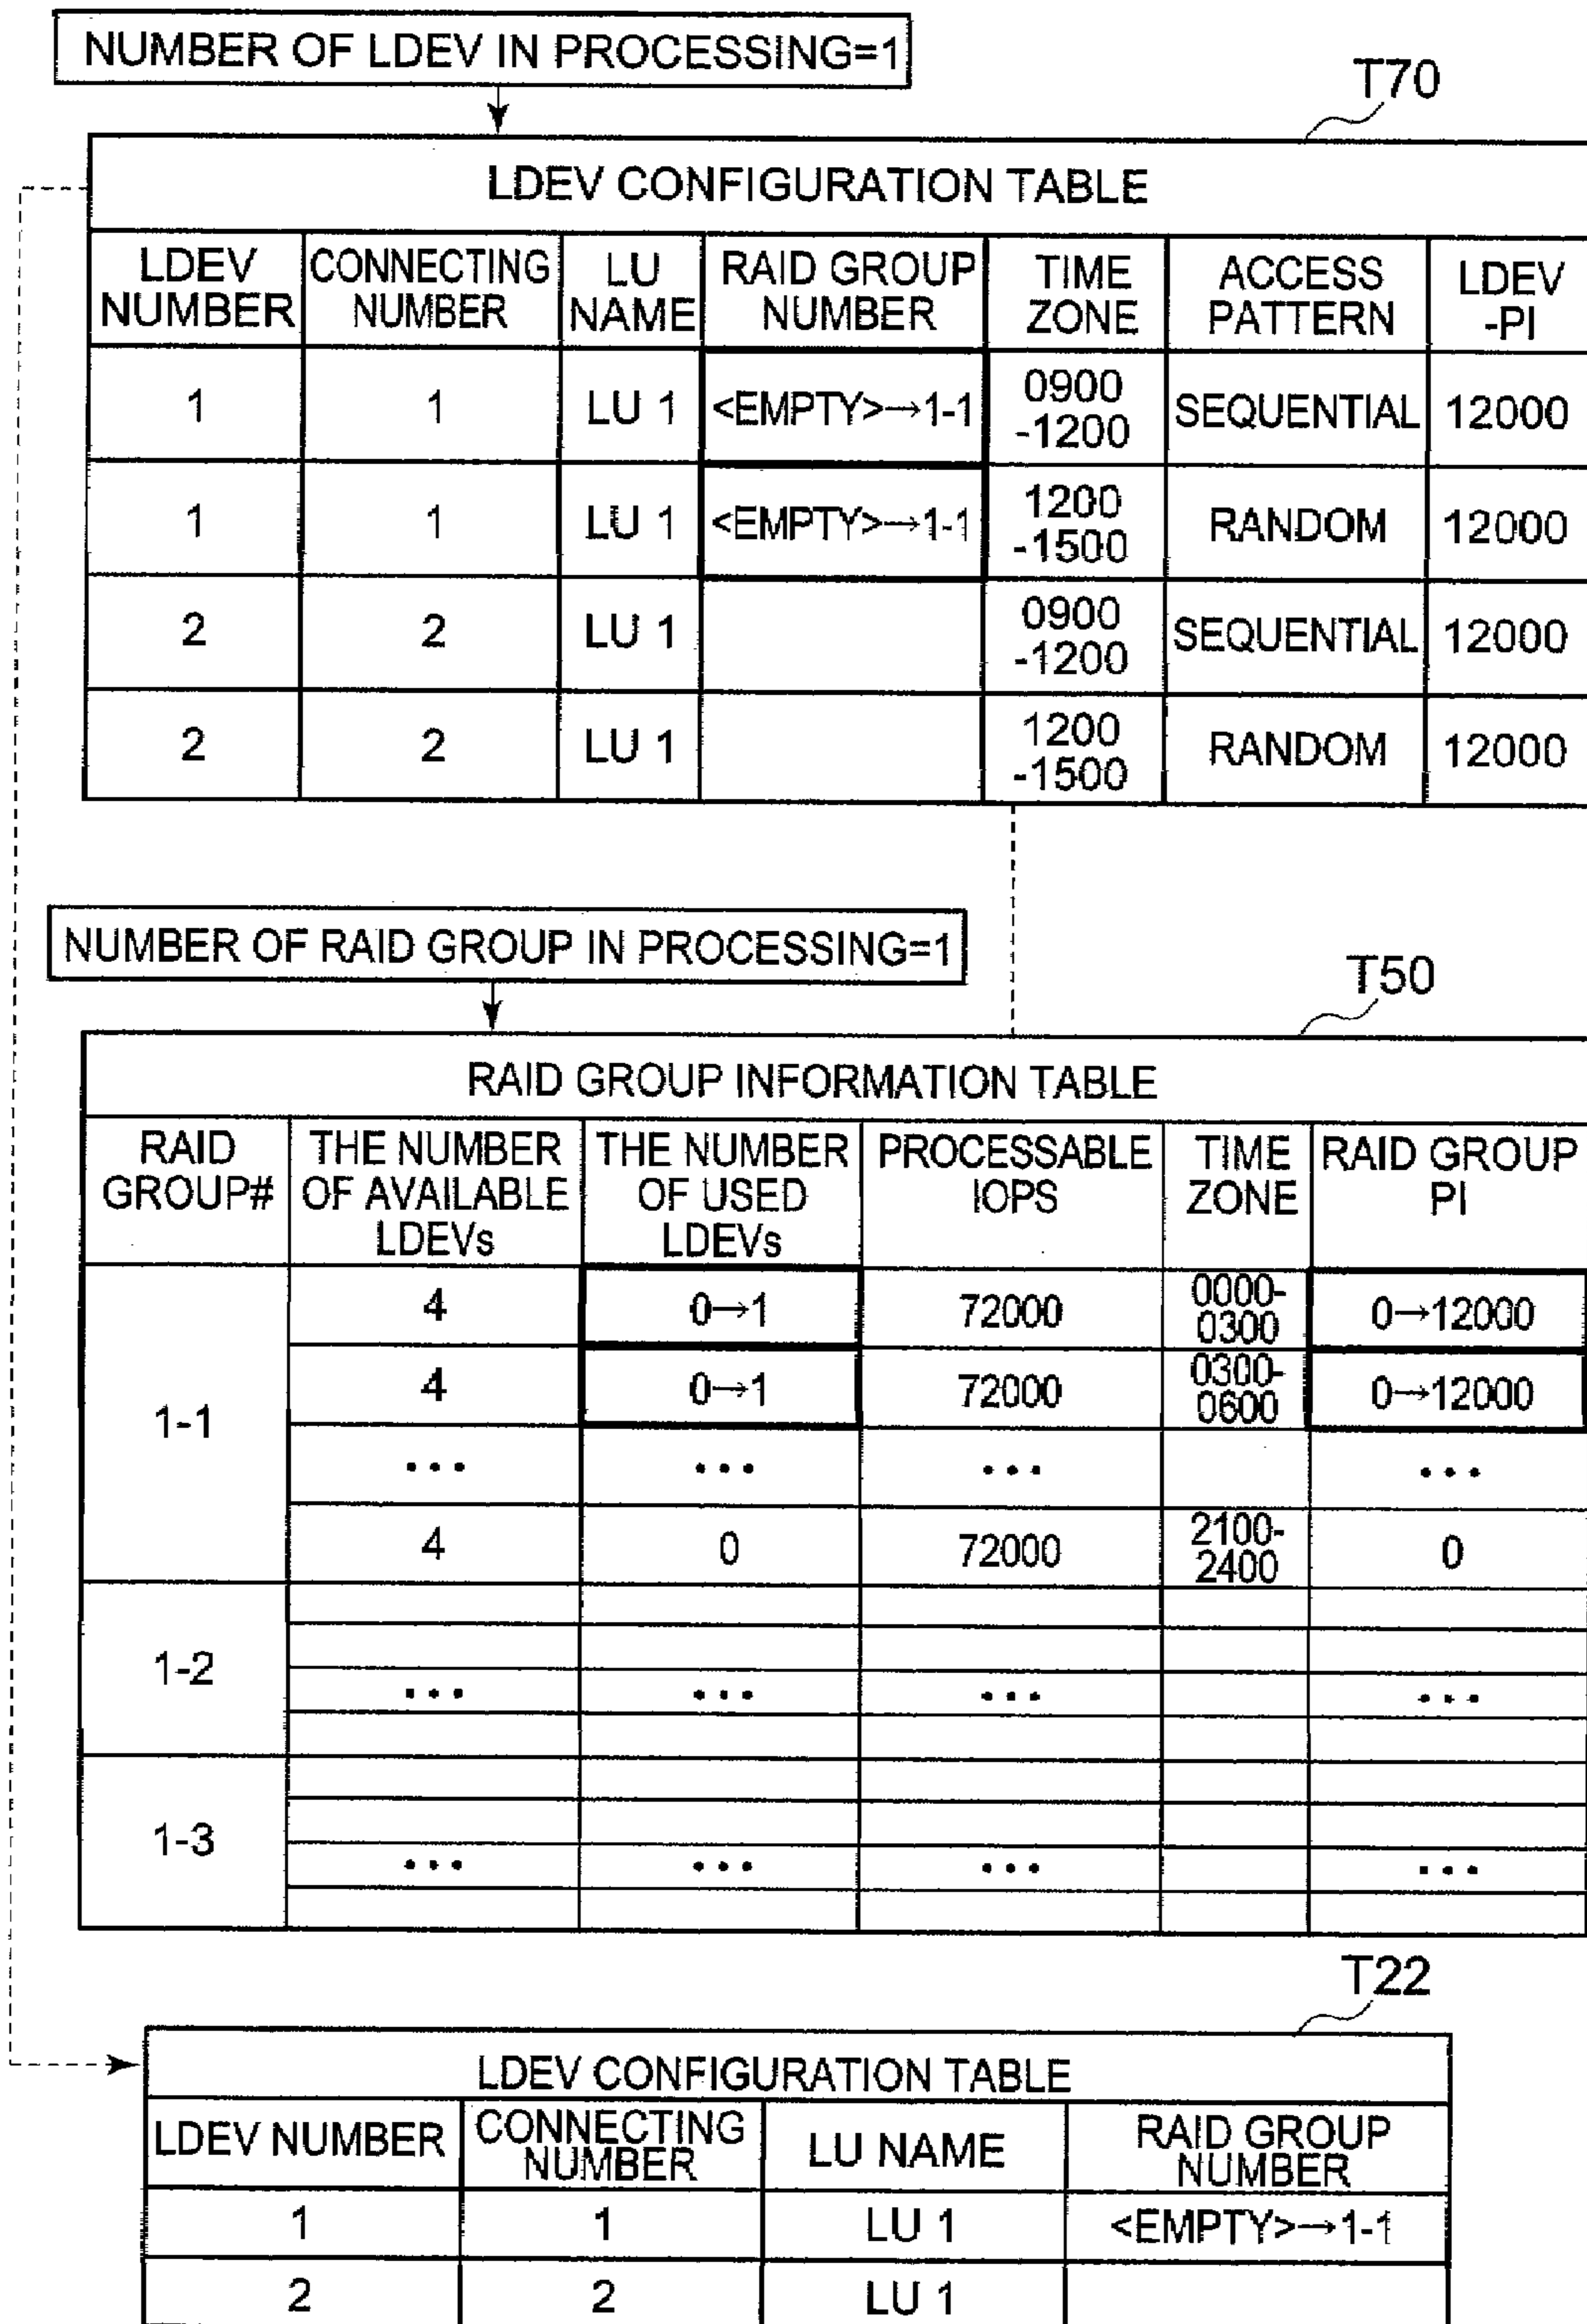 NUMBER OF LDEV IN PROCESSING=1
T70
LDEV CONFIGURATION TABLE
LDEV NUMBER CONNECTING NUMBER LU NAME RAID GROUP NUMBER TIME ZONE ACCESS PATTERN LDEV -PI
1 1 LU 1 <EMPTY>→1-1 0900 -1200 SEQUENTIAL 12000
1 1 LU 1 <EMPTY>→1-1 1200 -1500 RANDOM 12000
2 2 LU 1 0900 -1200 SEQUENTIAL 12000
2 2 LU 1 1200 -1500 RANDOM 12000
NUMBER OF RAID GROUP IN PROCESSING=1
T50
RAID GROUP INFORMATION TABLE
RAID GROUP# THE NUMBER OF AVAILABLE LDEVs THE NUMBER OF USED LDEVs PROCESSABLE IOPS TIME ZONE RAID GROUP PI
1-1
4 0→1 72000 0000-0300 0→12000
4 0→1 72000 0300-0600 0→12000
... ... ... ...
4 0 72000 2100-2400 0
1-2
... ... ... ...
1-3
... ... ... ...
T22
LDEV CONFIGURATION TABLE
LDEV NUMBER CONNECTING NUMBER LU NAME RAID GROUP NUMBER
1 1 LU 1 <EMPTY>→1-1
2 2 LU 1